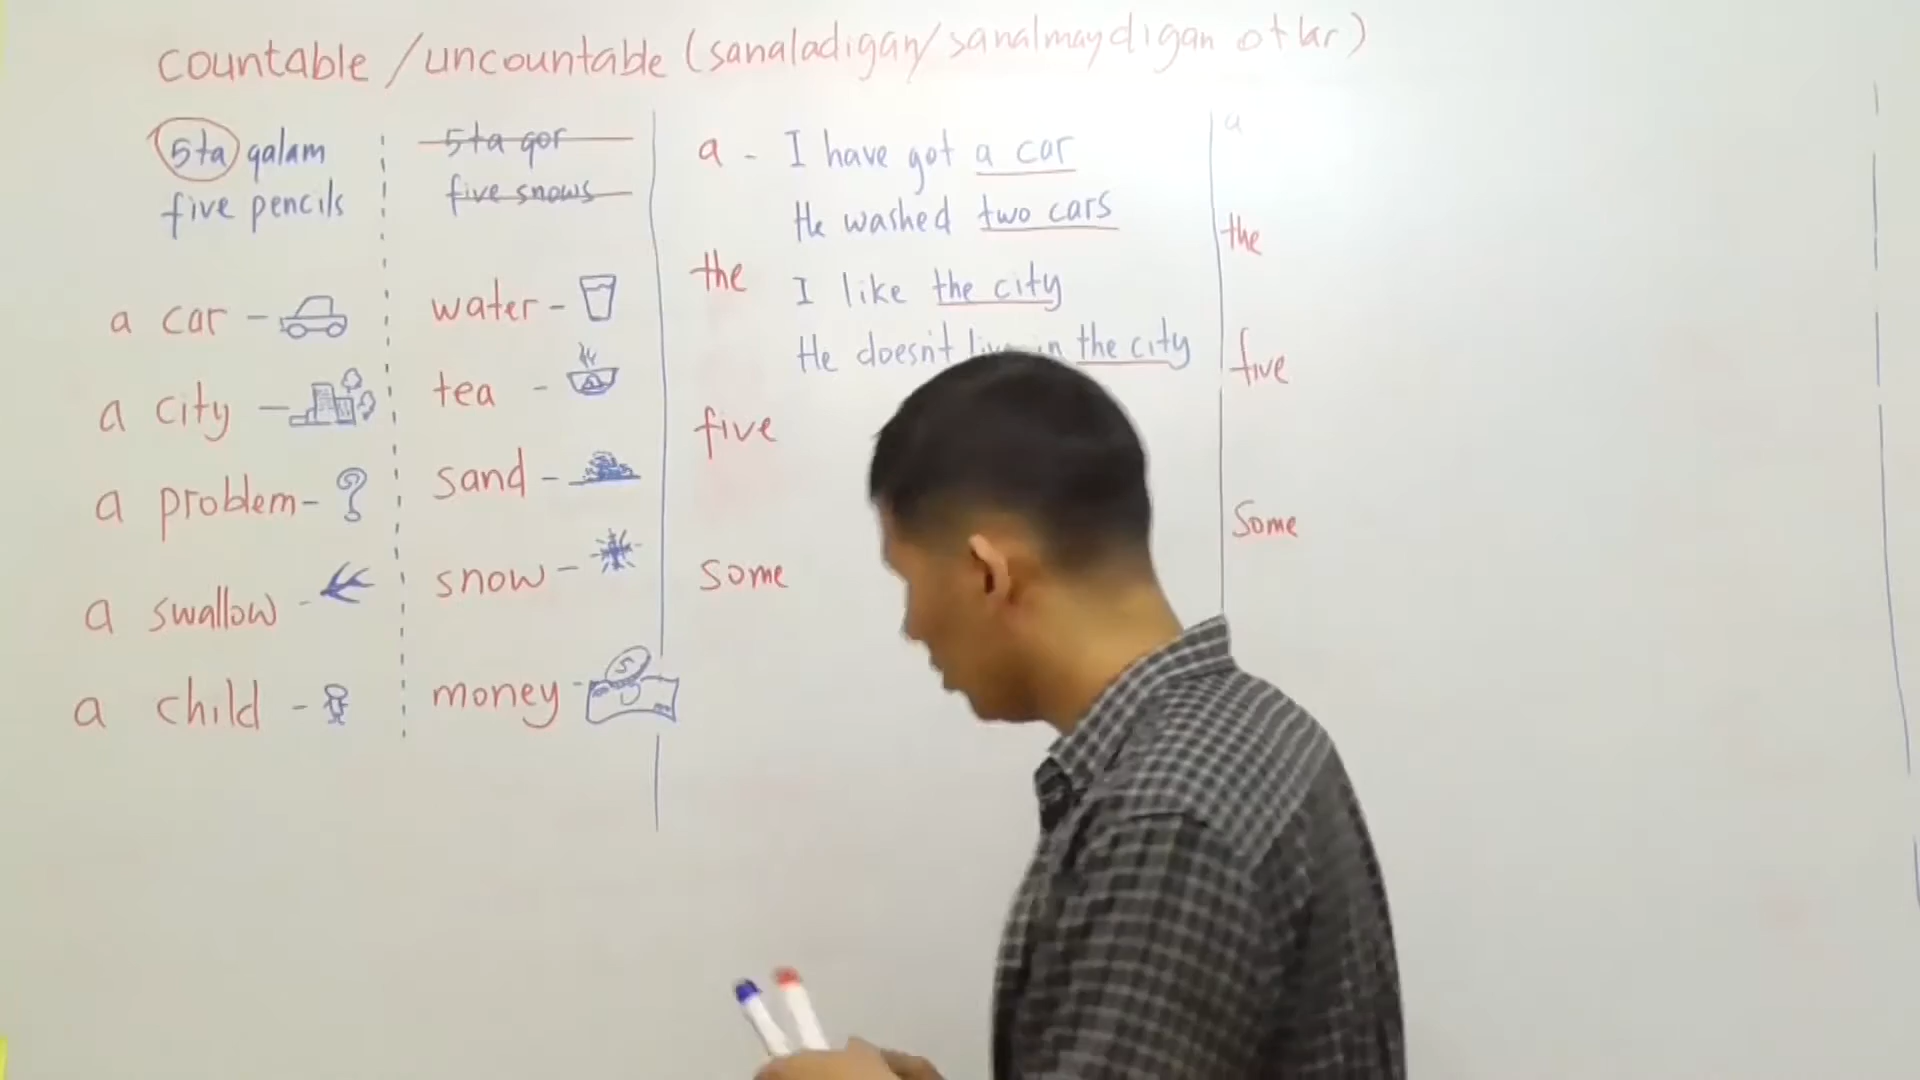 countable / uncountable (sanaladigan/sanalmaydigan otlar)
5ta qalam
five pencils
5ta qor
five snows
a car -
a city -
a problem -
a swallow -
a child -
water -
tea -
sand -
snow -
money -
a - I have got a car
He washed two cars
the I like the city
He doesn't live in the city
five
some
a
the
five
Some